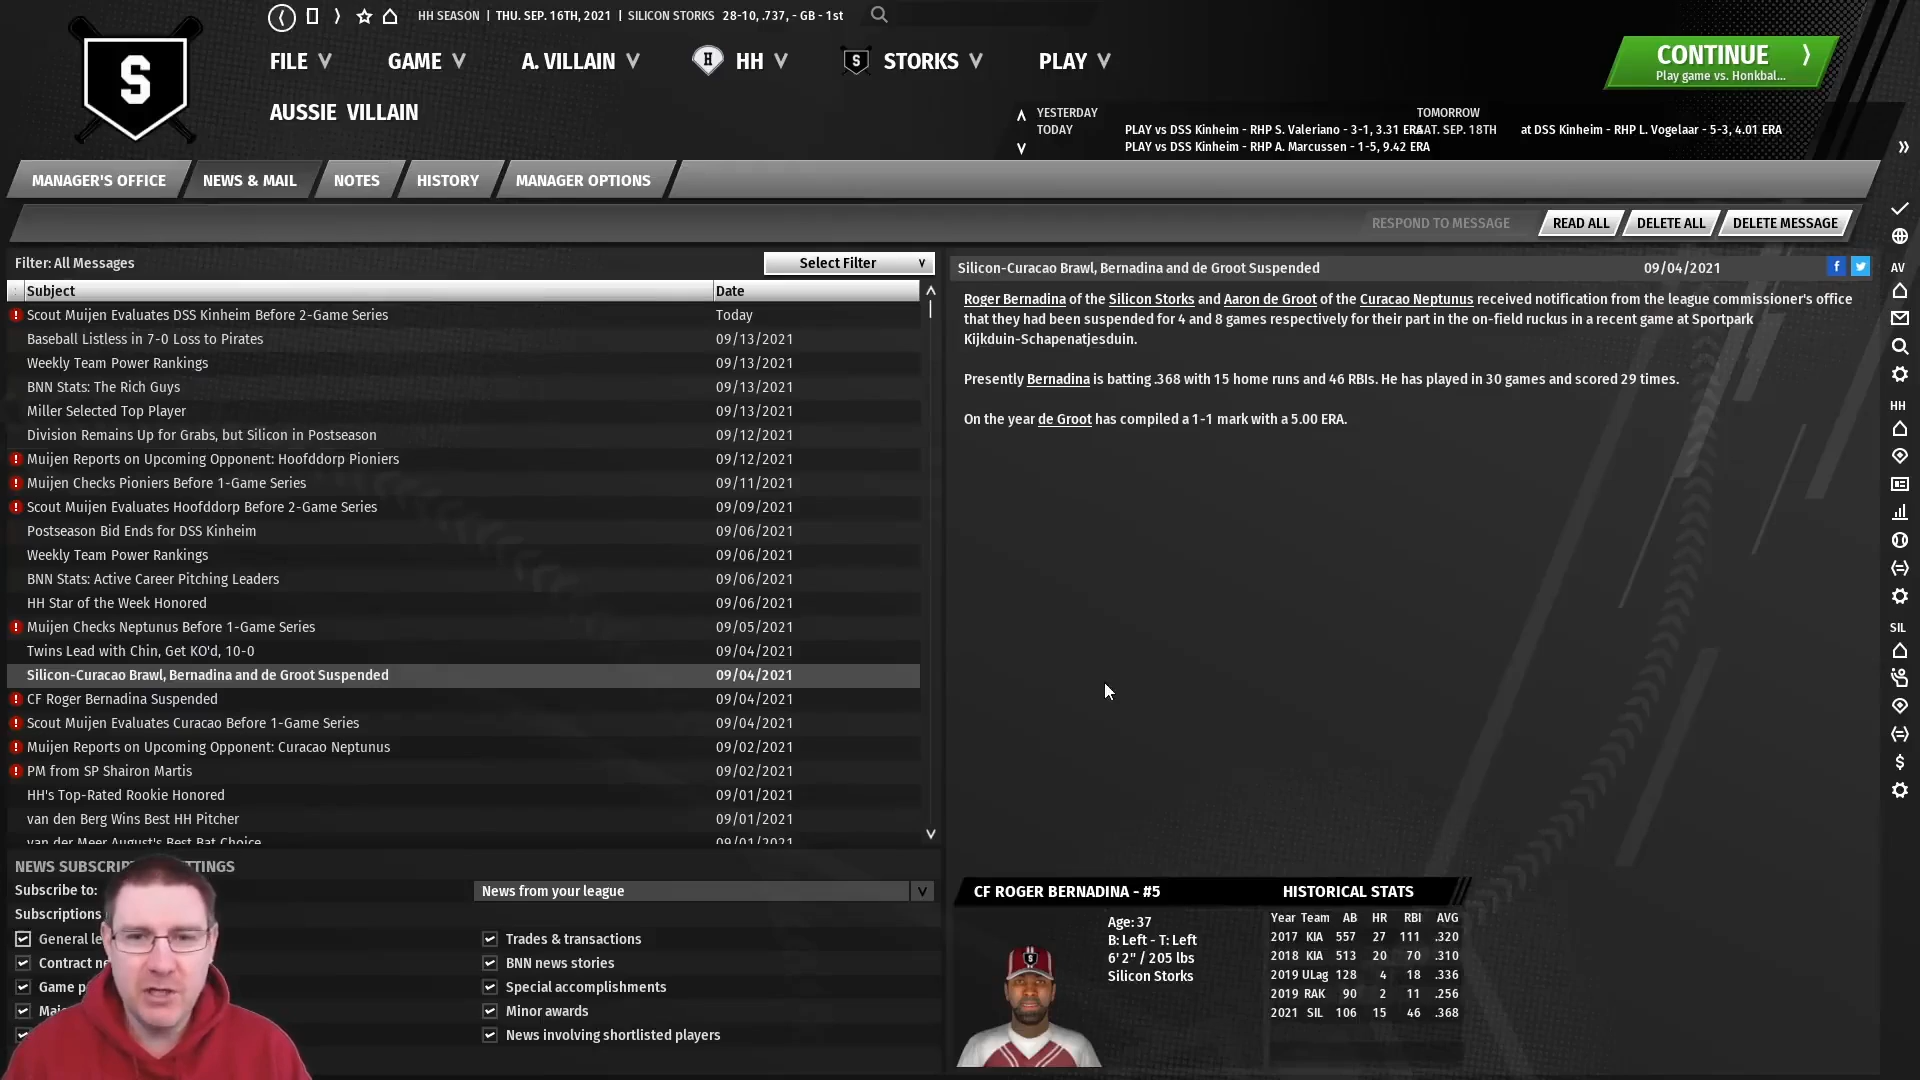 HH SEASON | THU. SEP. 16TH, 2021 | SILICON STORKS 28-10, .737, - GB - 1st
S
FILE GAME A. VILLAIN H HH S STORKS PLAY
CONTINUE
Play game vs. Honkbal...
AUSSIE VILLAIN
YESTERDAY
TODAY
PLAY vs DSS Kinheim - RHP S. Valeriano - 3-1, 3.31 ERA
PLAY vs DSS Kinheim - RHP A. Marcussen - 1-5, 9.42 ERA
TOMORROW
SAT. SEP. 18TH at DSS Kinheim - RHP L. Vogelaar - 5-3, 4.01 ERA
MANAGER'S OFFICE NEWS & MAIL NOTES HISTORY MANAGER OPTIONS
RESPOND TO MESSAGE READ ALL DELETE ALL DELETE MESSAGE
Filter: All Messages Select Filter
Subject Date
Scout Muijen Evaluates DSS Kinheim Before 2-Game Series Today
Baseball Listless in 7-0 Loss to Pirates 09/13/2021
Weekly Team Power Rankings 09/13/2021
BNN Stats: The Rich Guys 09/13/2021
Miller Selected Top Player 09/13/2021
Division Remains Up for Grabs, but Silicon in Postseason 09/12/2021
Muijen Reports on Upcoming Opponent: Hoofddorp Pioniers 09/12/2021
Muijen Checks Pioniers Before 1-Game Series 09/11/2021
Scout Muijen Evaluates Hoofddorp Before 2-Game Series 09/09/2021
Postseason Bid Ends for DSS Kinheim 09/06/2021
Weekly Team Power Rankings 09/06/2021
BNN Stats: Active Career Pitching Leaders 09/06/2021
HH Star of the Week Honored 09/06/2021
Muijen Checks Neptunus Before 1-Game Series 09/05/2021
Twins Lead with Chin, Get KO'd, 10-0 09/04/2021
Silicon-Curacao Brawl, Bernadina and de Groot Suspended 09/04/2021
CF Roger Bernadina Suspended 09/04/2021
Scout Muijen Evaluates Curacao Before 1-Game Series 09/04/2021
Muijen Reports on Upcoming Opponent: Curacao Neptunus 09/02/2021
PM from SP Shairon Martis 09/02/2021
HH's Top-Rated Rookie Honored 09/01/2021
van den Berg Wins Best HH Pitcher 09/01/2021
van der Meer August's Best Bat Choice 09/01/2021
Silicon-Curacao Brawl, Bernadina and de Groot Suspended 09/04/2021
Roger Bernadina of the Silicon Storks and Aaron de Groot of the Curacao Neptunus received notification from the league commissioner's office
that they had been suspended for 4 and 8 games respectively for their part in the on-field ruckus in a recent game at Sportpark
Kijkduin-Schapenatjesduin.
Presently Bernadina is batting .368 with 15 home runs and 46 RBIs. He has played in 30 games and scored 29 times.
On the year de Groot has compiled a 1-1 mark with a 5.00 ERA.
AV
HH
SIL
NEWS
Subscribe to: News from your league
Subscriptions
General
Contract
Game
Trades & transactions
BNN news stories
Special accomplishments
Minor awards
News involving shortlisted players
CF ROGER BERNADINA - #5
Age: 37
B: Left - T: Left
6' 2" / 205 lbs
Silicon Storks
HISTORICAL STATS
Year Team AB HR RBI AVG
2017 KIA 557 27 111 .320
2018 KIA 513 20 70 .310
2019 ULag 128 4 18 .336
2019 RAK 90 2 11 .256
2021 SIL 106 15 46 .368